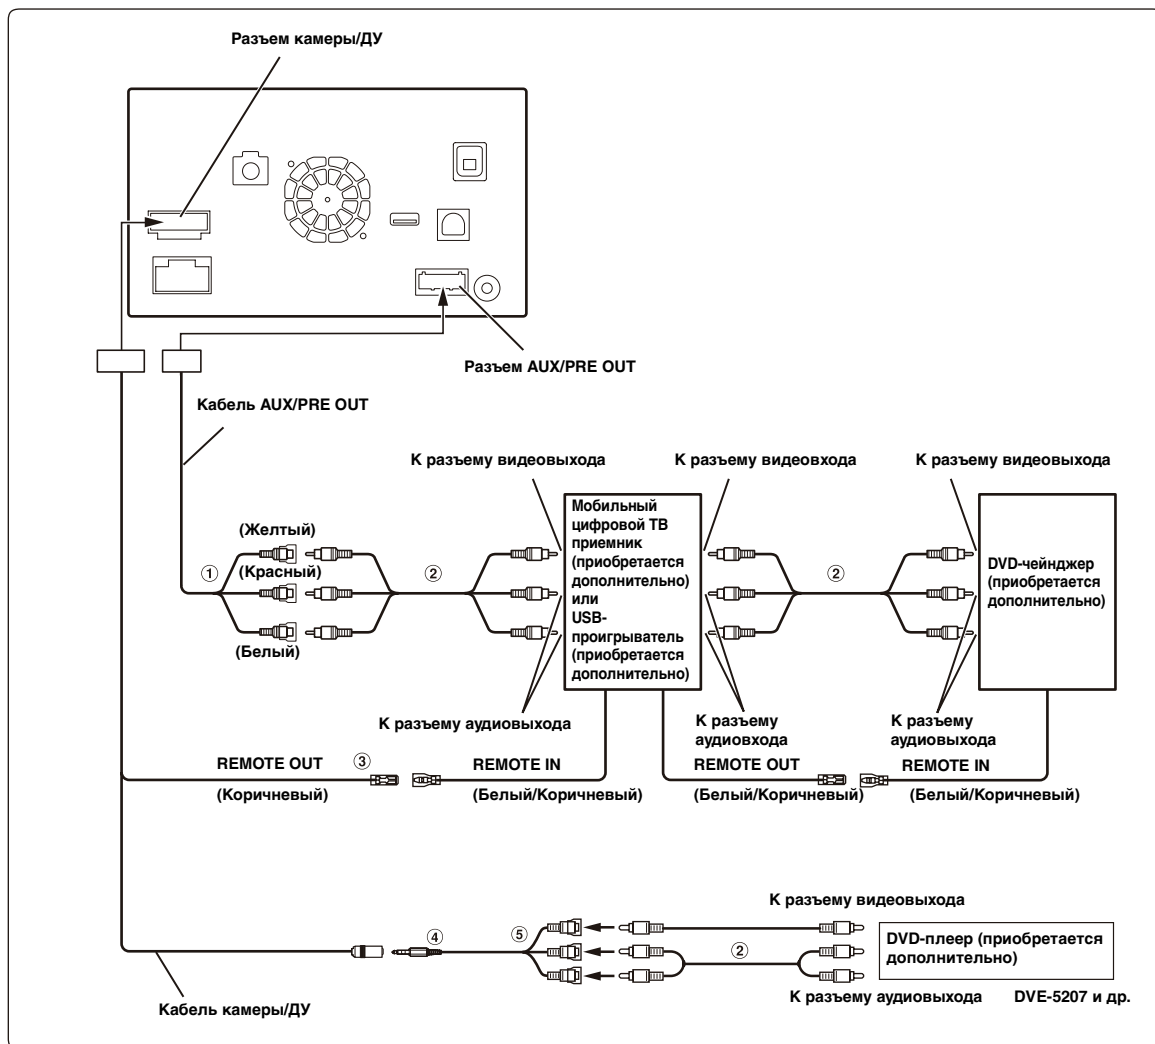 Разъем камеры/ДУ
Разъем AUX/PRE OUT
Кабель AUX/PRE OUT
К разъему видеовыхода
К разъему видеовхода
К разъему видеовыхода
(Желтый)
①
(Красный)
②
(Белый)
Мобильный
цифровой ТВ
приемник
(приобретается
дополнительно)
или
USB-
проигрыватель
(приобретается
дополнительно)
②
DVD-чейнджер
(приобретается
дополнительно)
К разъему аудиовыхода
К разъему
аудиовхода
К разъему
аудиовыхода
REMOTE OUT
③
(Коричневый)
REMOTE IN
(Белый/Коричневый)
REMOTE OUT
(Белый/Коричневый)
REMOTE IN
(Белый/Коричневый)
К разъему видеовыхода
④
⑤
②
DVD-плеер (приобретается
дополнительно)
К разъему аудиовыхода
DVE-5207 и др.
Кабель камеры/ДУ